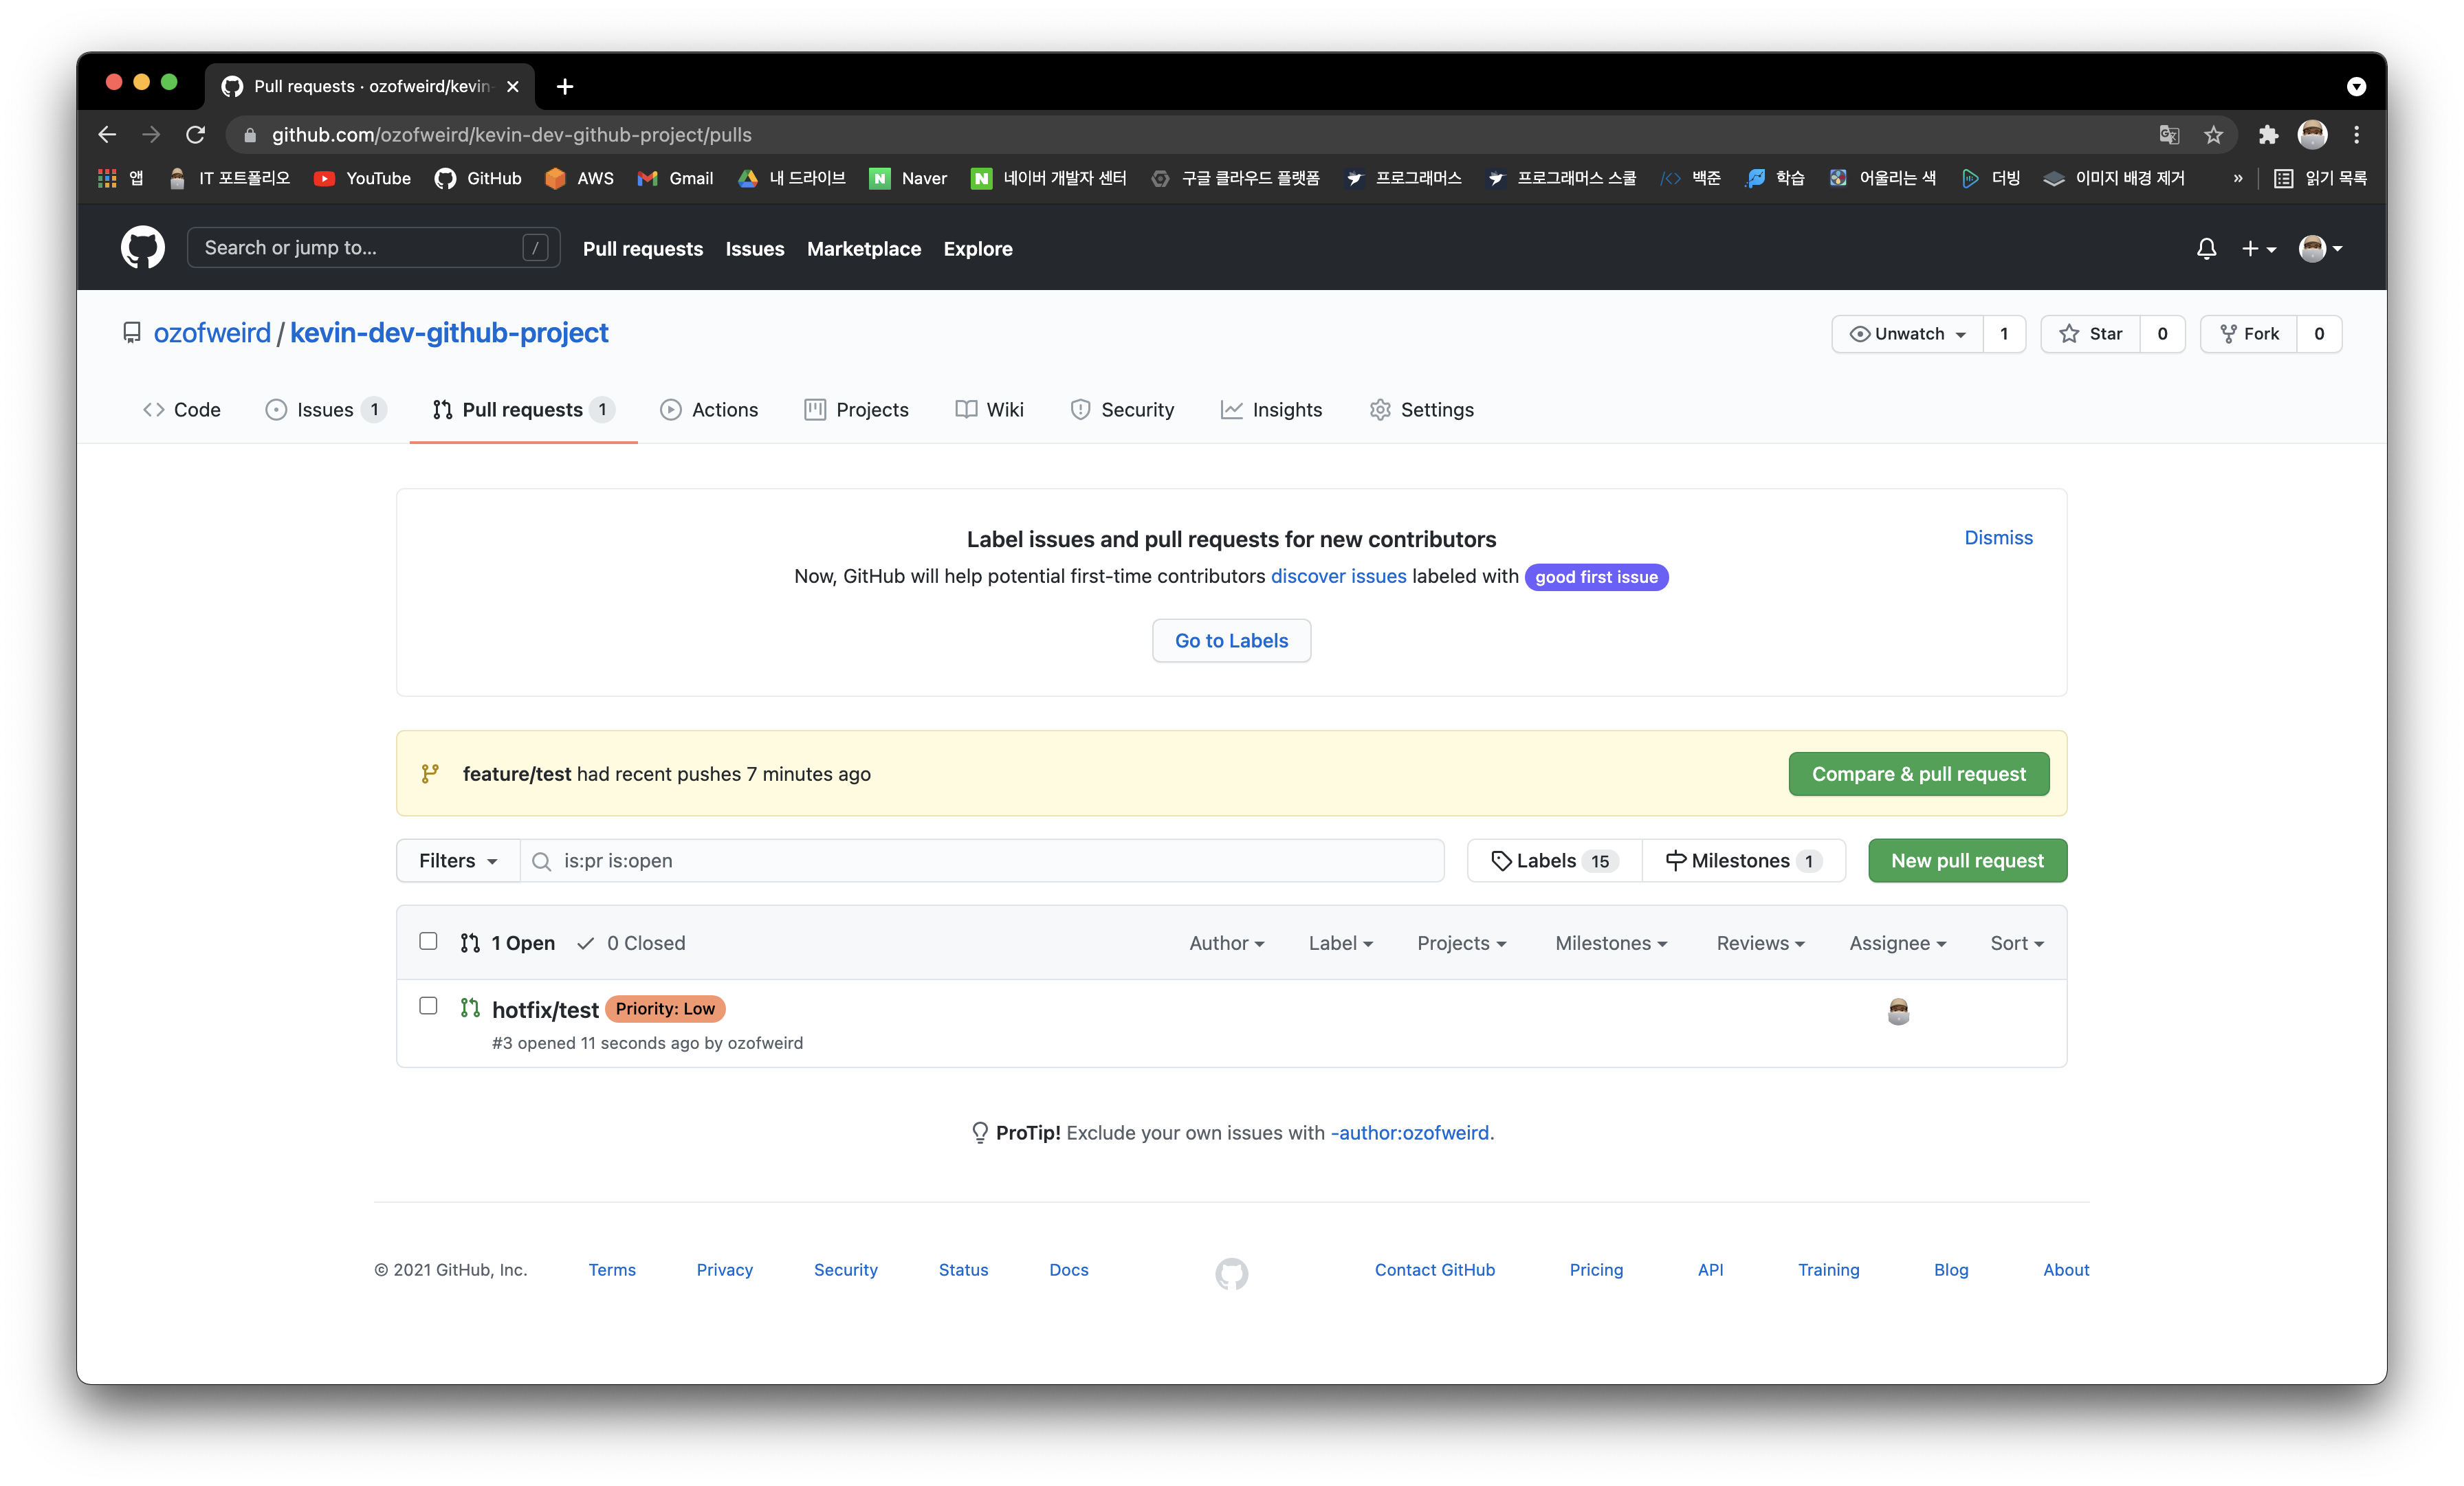 Pull requests · ozofweird/kevin-
github.com/ozofweird/kevin-dev-github-project/pulls
앱 IT 포트폴리오 YouTube GitHub AWS Gmail 내 드라이브 Naver 네이버 개발자 센터 구글 클라우드 플랫폼 프로그래머스 프로그래머스 스쿨 백준 학습 어울리는 색 더빙 이미지 배경 제거 » 읽기 목록
Search or jump to... / Pull requests Issues Marketplace Explore
ozofweird / kevin-dev-github-project Unwatch 1 Star 0 Fork 0
Code Issues 1 Pull requests 1 Actions Projects Wiki Security Insights Settings
Label issues and pull requests for new contributors Dismiss
Now, GitHub will help potential first-time contributors discover issues labeled with good first issue
Go to Labels
feature/test had recent pushes 7 minutes ago Compare & pull request
Filters is:pr is:open Labels 15 Milestones 1 New pull request
1 Open 0 Closed Author Label Projects Milestones Reviews Assignee Sort
hotfix/test Priority: Low
#3 opened 11 seconds ago by ozofweird
ProTip! Exclude your own issues with -author:ozofweird.
© 2021 GitHub, Inc. Terms Privacy Security Status Docs Contact GitHub Pricing API Training Blog About